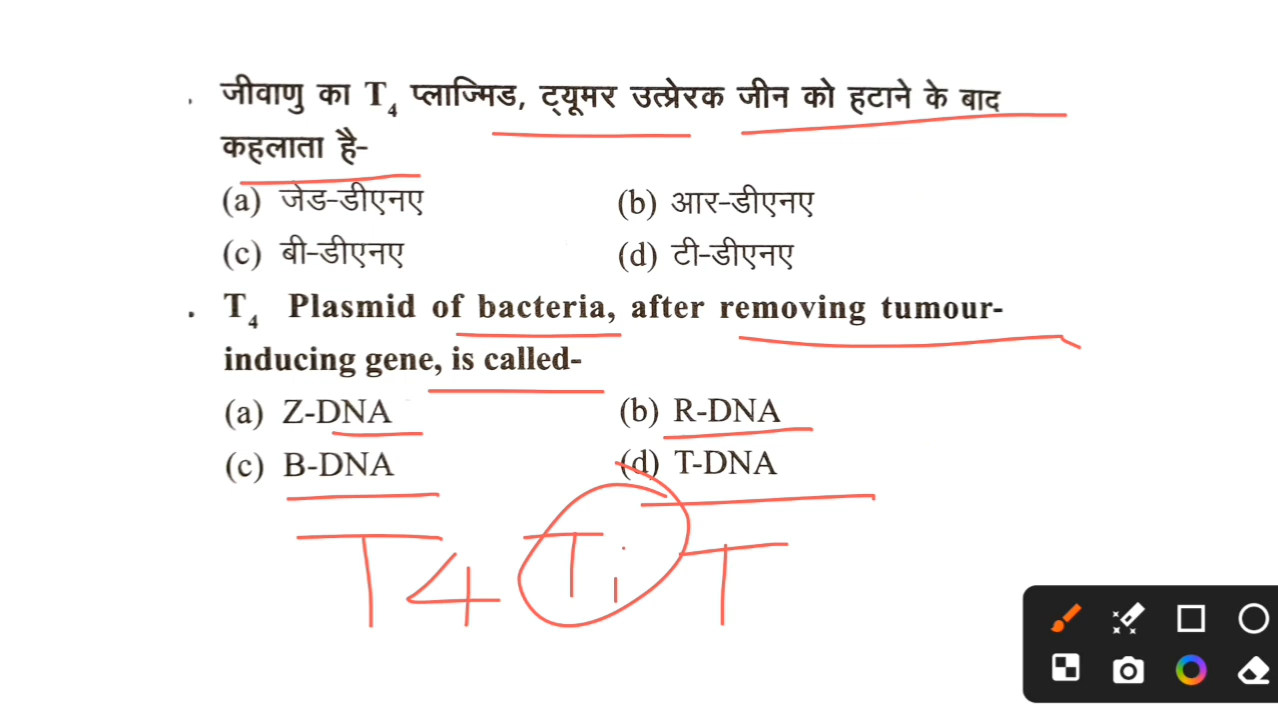 . जीवाणु का T₄ प्लाज्मिड, ट्यूमर उत्प्रेरक जीन को हटाने के बाद
कहलाता है-
(a) जेड-डीएनए (b) आर-डीएनए
(c) बी-डीएनए (d) टी-डीएनए
. T₄ Plasmid of bacteria, after removing tumour-
inducing gene, is called-
(a) Z-DNA (b) R-DNA
(c) B-DNA (d) T-DNA
T4 Ti T